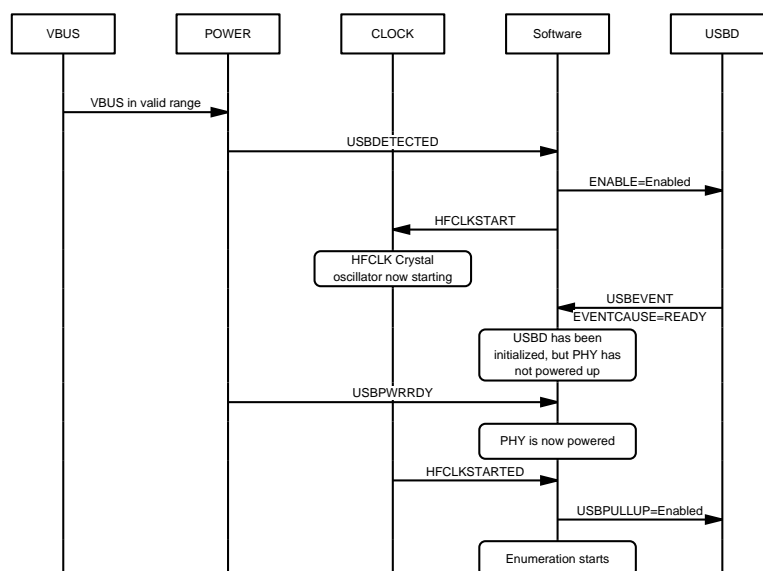 VBUS
POWER
CLOCK
Software
USBD
VBUS in valid range
USBDETECTED
ENABLE=Enabled
HFCLKSTART
HFCLK Crystal
oscillator now starting
USBEVENT
EVENTCAUSE=READY
USBD has been
initialized, but PHY has
not powered up
USBPWRRDY
PHY is now powered
HFCLKSTARTED
USBPULLUP=Enabled
Enumeration starts